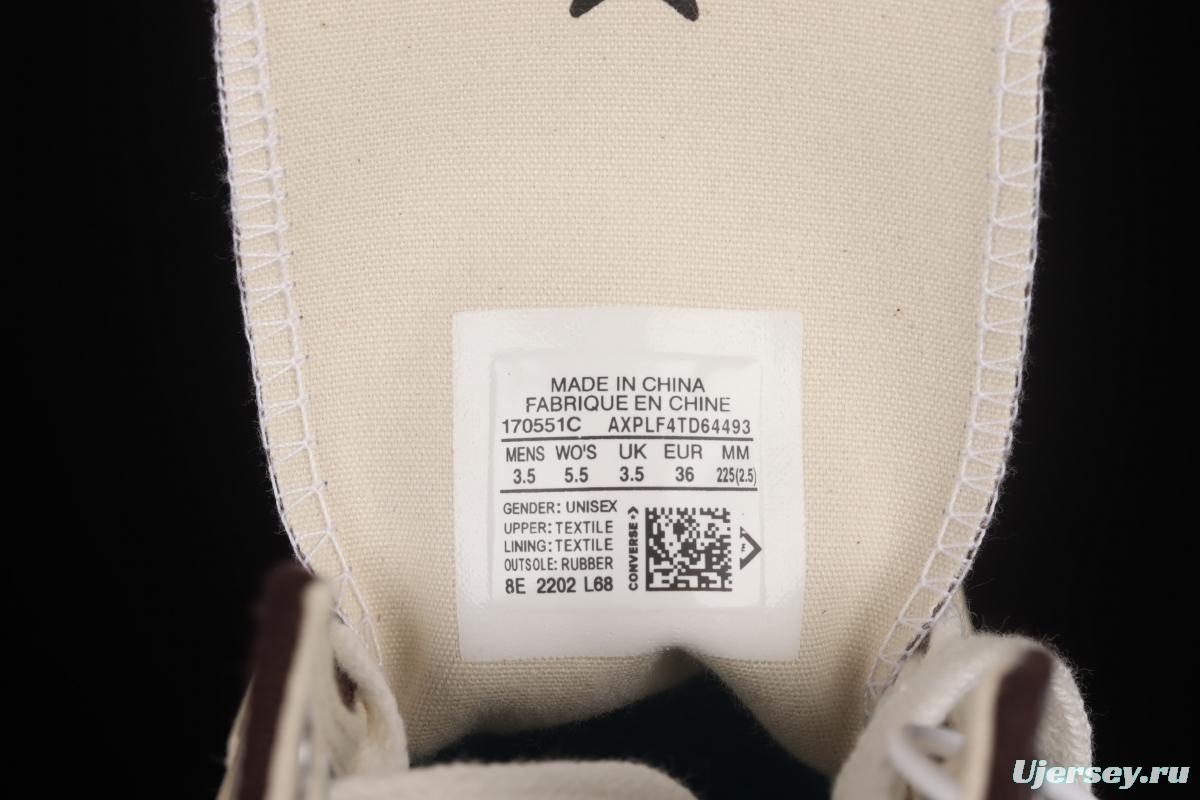 MADE IN CHINA
FABRIQUE EN CHINE
170551C AXPLF4TD64493
MENS WO'S UK EUR MM
3.5 5.5 3.5 36 225(2.5)
GENDER: UNISEX
UPPER: TEXTILE
LINING: TEXTILE
OUTSOLE: RUBBER
8E 2202 L68
CONVERSE
Ujersey.ru